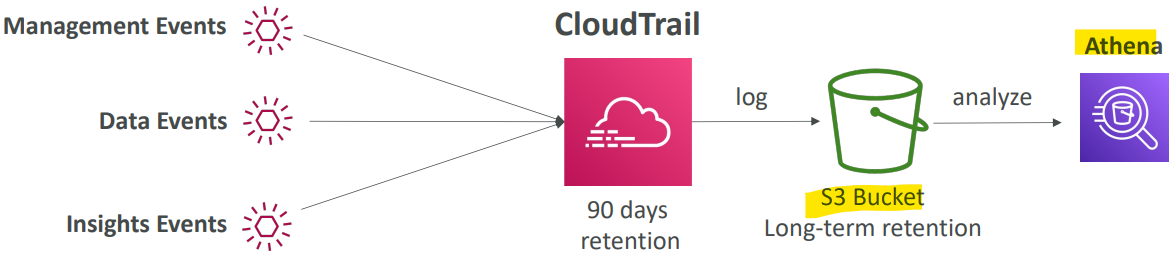 Management Events
Data Events
Insights Events
CloudTrail
90 days
retention
log
S3 Bucket
Long-term retention
analyze
Athena